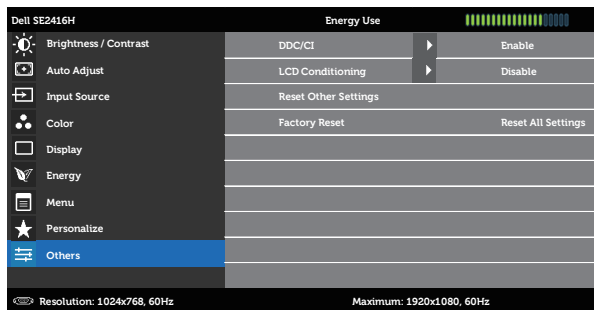 Dell SE2416H Energy Use
Brightness / Contrast DDC/CI Enable
Auto Adjust LCD Conditioning Disable
Input Source Reset Other Settings
Color Factory Reset Reset All Settings
Display
Energy
Menu
Personalize
Others
Resolution: 1024x768, 60Hz Maximum: 1920x1080, 60Hz